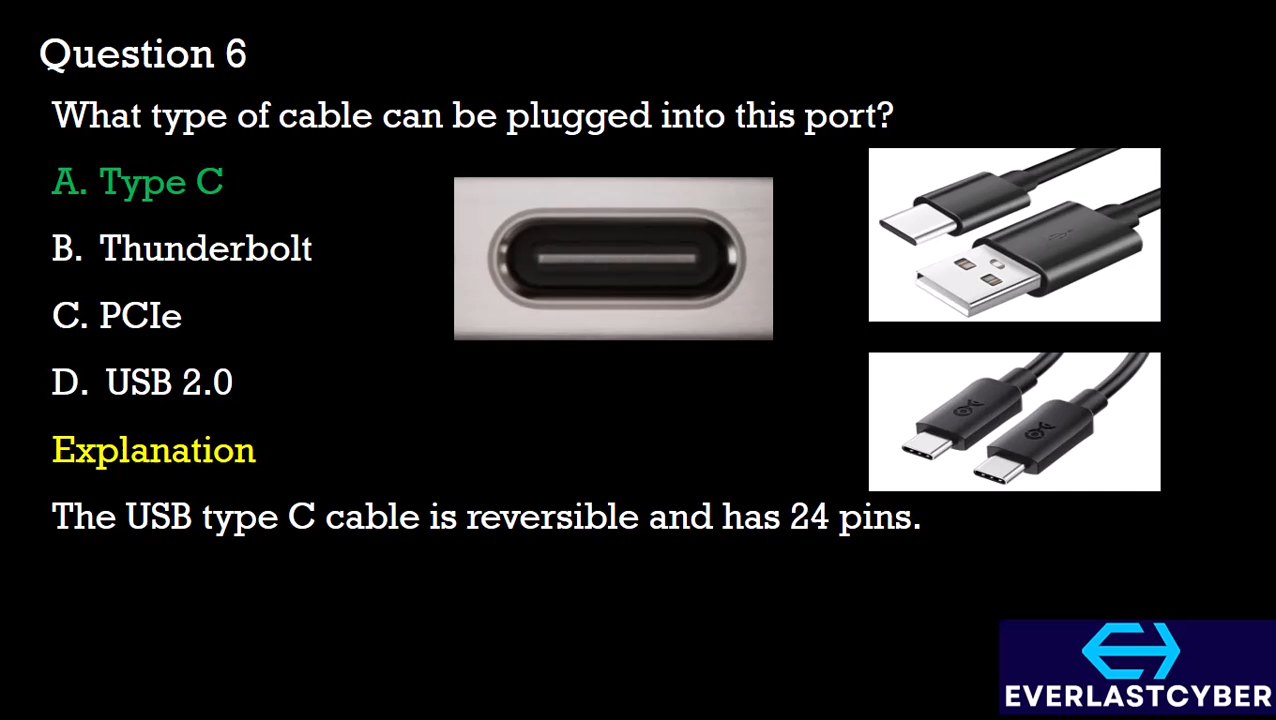 Question 6
What type of cable can be plugged into this port?
A. Type C
B. Thunderbolt
C. PCIe
D. USB 2.0
Explanation
The USB type C cable is reversible and has 24 pins.
EVERLASTCYBER